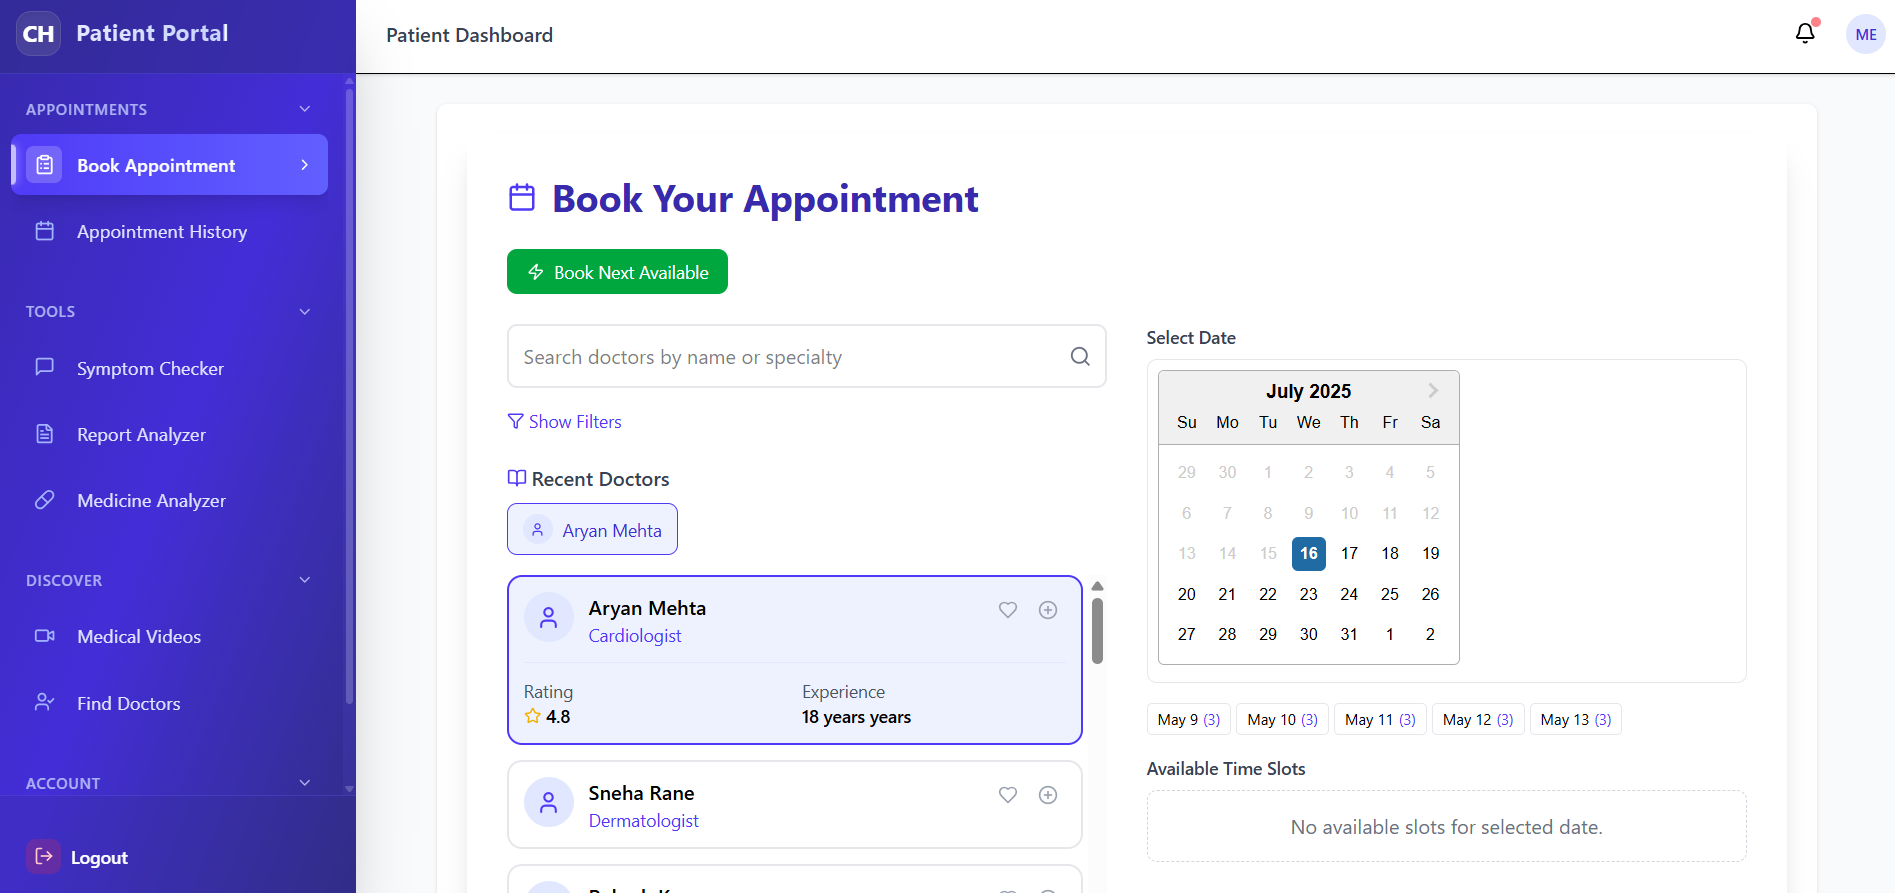 CH
Patient Portal
APPOINTMENTS
Book Appointment
Appointment History
TOOLS
Symptom Checker
Report Analyzer
Medicine Analyzer
DISCOVER
Medical Videos
Find Doctors
ACCOUNT
Logout
Patient Dashboard
ME
Book Your Appointment
Book Next Available
Search doctors by name or specialty
Show Filters
Recent Doctors
Aryan Mehta
Aryan Mehta
Cardiologist
Rating
4.8
Experience
18 years years
Sneha Rane
Dermatologist
Select Date
July 2025
Su Mo Tu We Th Fr Sa
29 30 1 2 3 4 5
6 7 8 9 10 11 12
13 14 15 16 17 18 19
20 21 22 23 24 25 26
27 28 29 30 31 1 2
May 9 (3) May 10 (3) May 11 (3) May 12 (3) May 13 (3)
Available Time Slots
No available slots for selected date.